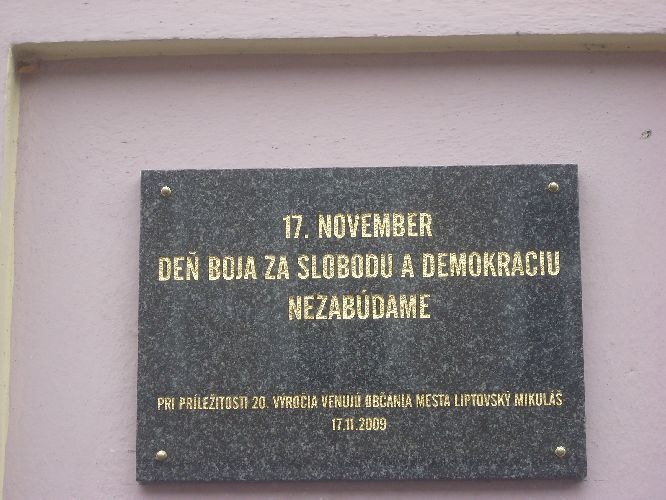 17. NOVEMBER
DEŇ BOJA ZA SLOBODU A DEMOKRACIU
NEZABÚDAME
PRI PRÍLEŽITOSTI 20. VÝROČIA VENUJÚ OBČANIA MESTA LIPTOVSKÝ MIKULÁŠ
17.11.2009